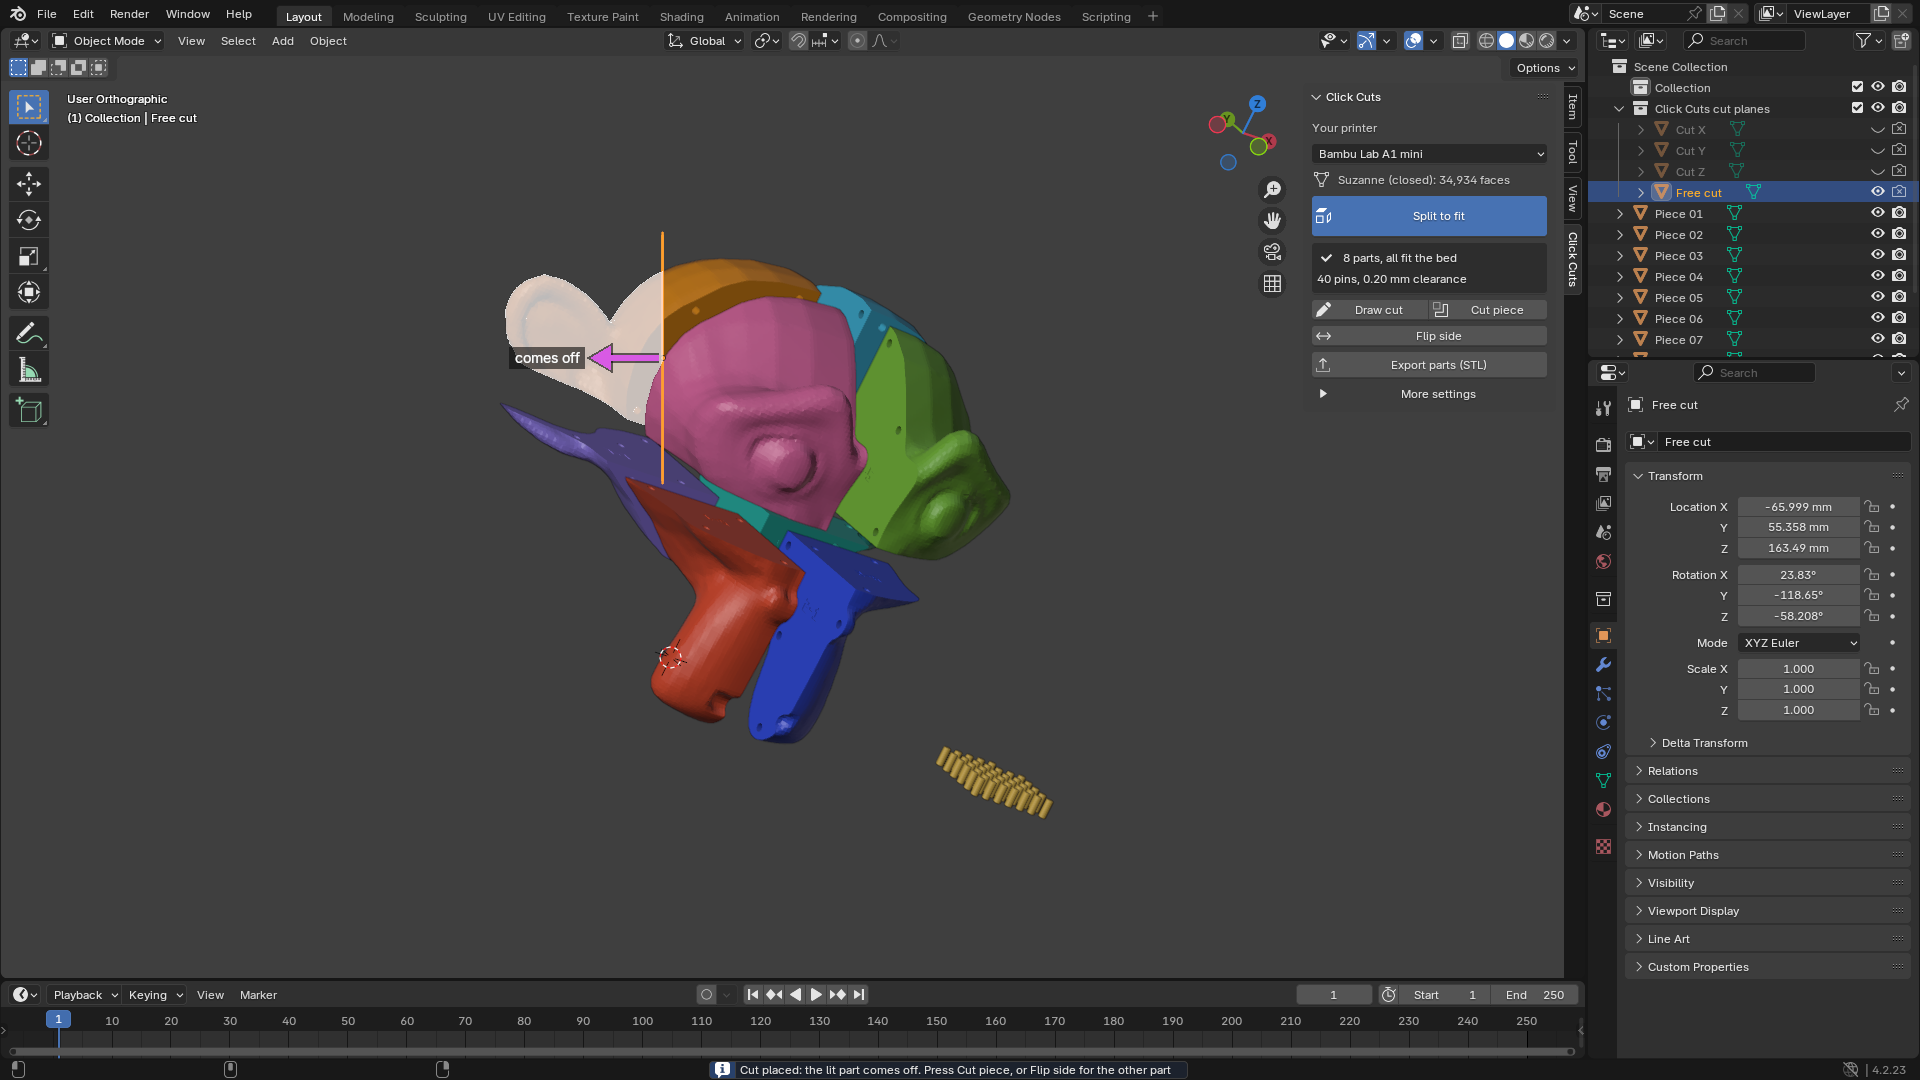 File Edit Render Window Help
Layout Modeling Sculpting UV Editing Texture Paint Shading Animation Rendering Compositing Geometry Nodes Scripting
Scene
ViewLayer
Object Mode View Select Add Object
Global
Options
User Orthographic
(1) Collection | Free cut
Z
Y
X
comes off
Click Cuts
Your printer
Bambu Lab A1 mini
Suzanne (closed): 34,934 faces
Split to fit
8 parts, all fit the bed
40 pins, 0.20 mm clearance
Draw cut Cut piece
Flip side
Export parts (STL)
More settings
Item
Tool
View
Click Cuts
Search
Scene Collection
Collection
Click Cuts cut planes
Cut X
Cut Y
Cut Z
Free cut
Piece 01
Piece 02
Piece 03
Piece 04
Piece 05
Piece 06
Piece 07
Search
Free cut
Free cut
Transform
Location X -65.999 mm
Y 55.358 mm
Z 163.49 mm
Rotation X 23.83°
Y -118.65°
Z -58.208°
Mode XYZ Euler
Scale X 1.000
Y 1.000
Z 1.000
Delta Transform
Relations
Collections
Instancing
Motion Paths
Visibility
Viewport Display
Line Art
Custom Properties
Playback Keying View Marker
1 Start 1 End 250
1 10 20 30 40 50 60 70 80 90 100 110 120 130 140 150 160 170 180 190 200 210 220 230 240 250
Cut placed: the lit part comes off. Press Cut piece, or Flip side for the other part
4.2.23